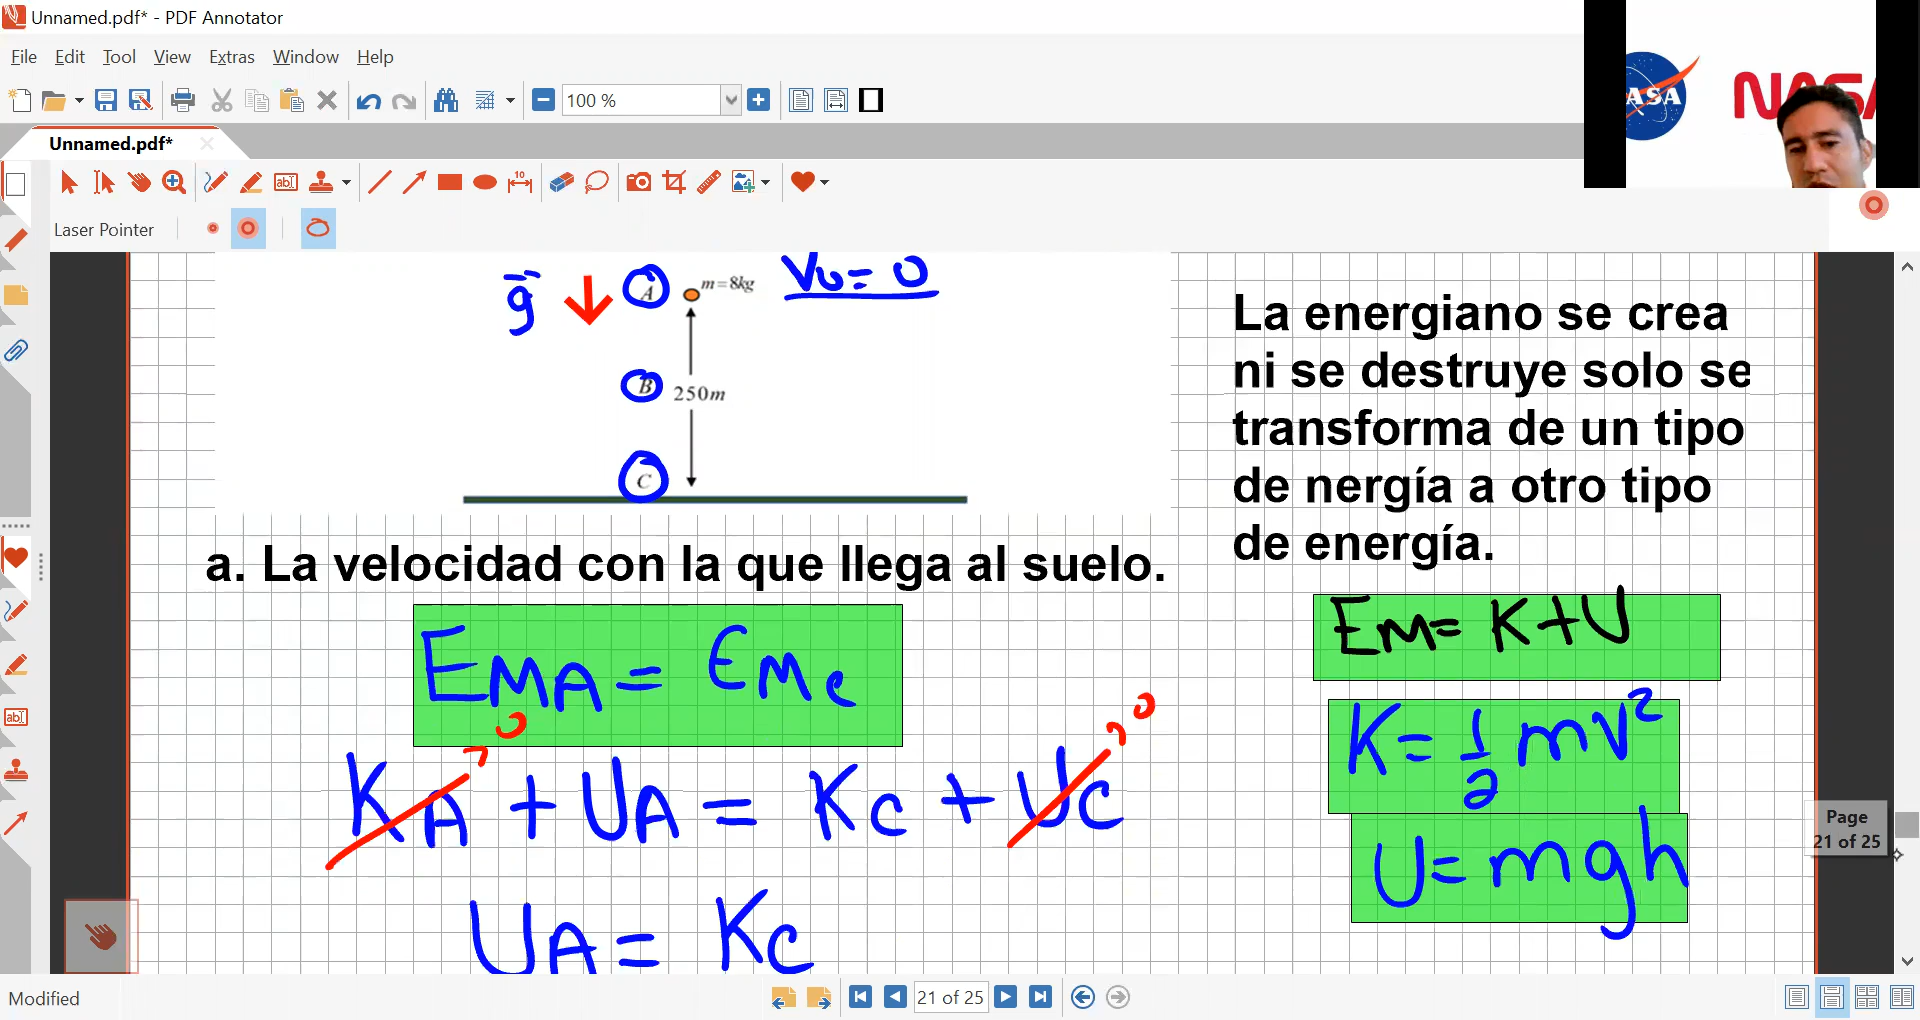 Unnamed.pdf* - PDF Annotator
File Edit Tool View Extras Window Help
100 %
Unnamed.pdf*
Laser Pointer
NASA
g
A
m=8kg
V0=0
B
250m
C
La energiano se crea
ni se destruye solo se
transforma de un tipo
de nergía a otro tipo
de energía.
a. La velocidad con la que llega al suelo.
EMA = EMC
EM= K+U
0
0
K= 1/2 mv²
KA + UA = KC + UC
U= mgh
UA = KC
Page
21 of 25
Modified
21 of 25